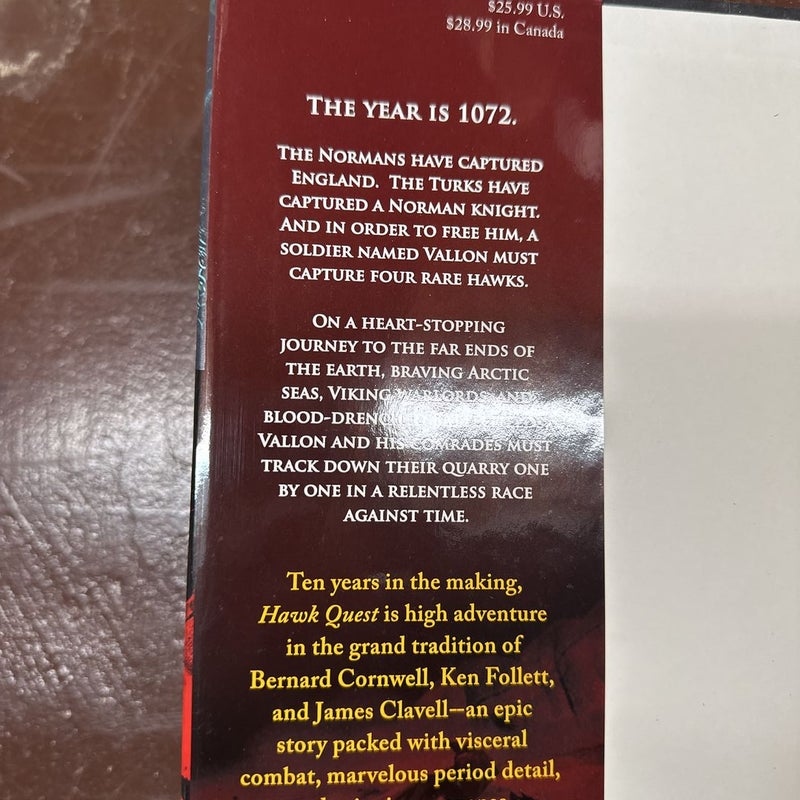 $25.99 U.S.
$28.99 in Canada
THE YEAR IS 1072.
THE NORMANS HAVE CAPTURED
ENGLAND. THE TURKS HAVE
CAPTURED A NORMAN KNIGHT.
AND IN ORDER TO FREE HIM, A
SOLDIER NAMED VALLON MUST
CAPTURE FOUR RARE HAWKS.
ON A HEART-STOPPING
JOURNEY TO THE FAR ENDS OF
THE EARTH, BRAVING ARCTIC
SEAS, VIKING WARLORDS AND
VALLON AND HIS COMRADES MUST
TRACK DOWN THEIR QUARRY ONE
BY ONE IN A RELENTLESS RACE
AGAINST TIME.
Ten years in the making,
Hawk Quest is high adventure
in the grand tradition of
Bernard Cornwell, Ken Follett,
and James Clavell—an epic
story packed with visceral
combat, marvelous period detail,